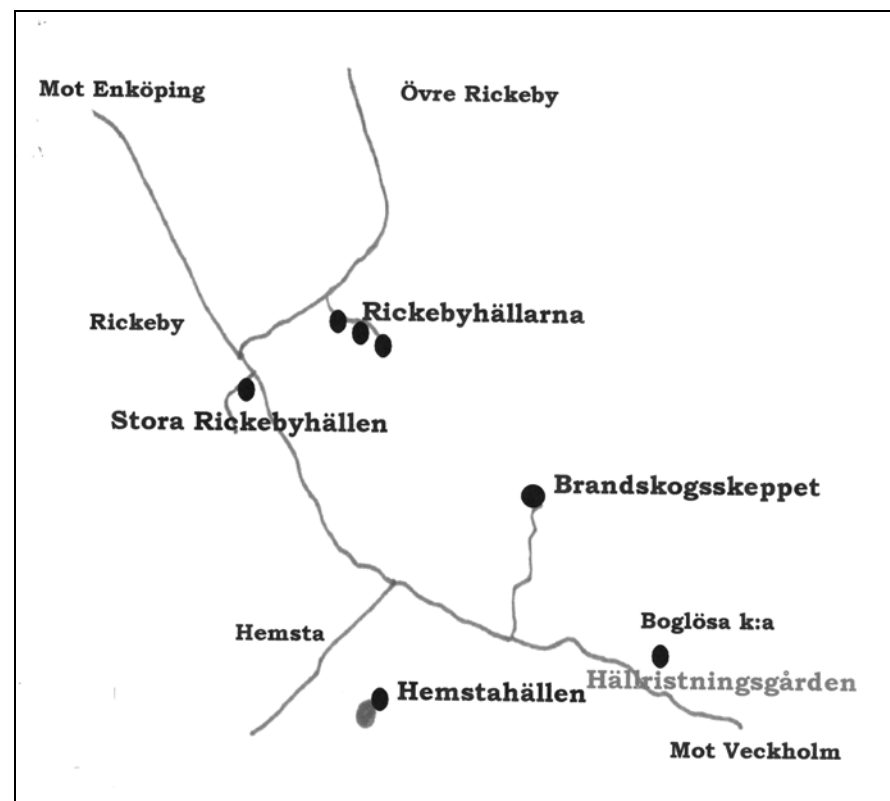 Mot Enköping
Övre Rickeby
Rickebyhällarna
Rickeby
Stora Rickebyhällen
Brandskogsskeppet
Boglösa k:a
Hemsta
Hällristningsgården
Hemstahällen
Mot Veckholm